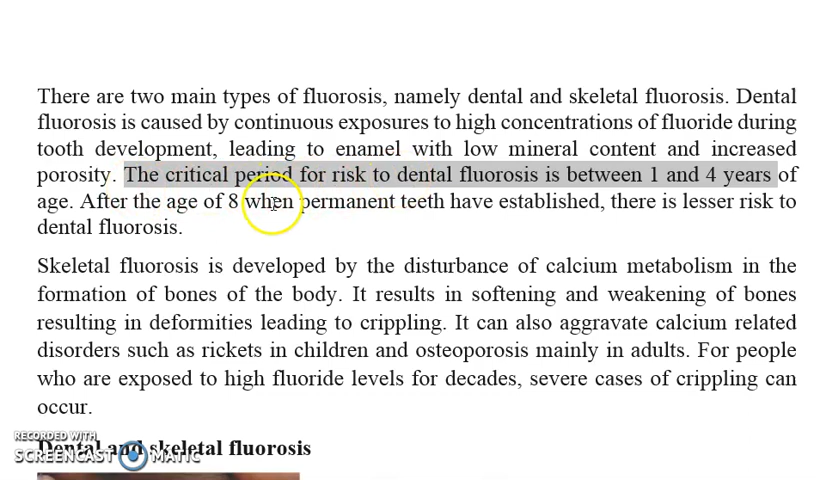 There are two main types of fluorosis, namely dental and skeletal fluorosis. Dental
fluorosis is caused by continuous exposures to high concentrations of fluoride during
tooth development, leading to enamel with low mineral content and increased
porosity. The critical period for risk to dental fluorosis is between 1 and 4 years of
age. After the age of 8 when permanent teeth have established, there is lesser risk to
dental fluorosis.
Skeletal fluorosis is developed by the disturbance of calcium metabolism in the
formation of bones of the body. It results in softening and weakening of bones
resulting in deformities leading to crippling. It can also aggravate calcium related
disorders such as rickets in children and osteoporosis mainly in adults. For people
who are exposed to high fluoride levels for decades, severe cases of crippling can
occur.
Dental and skeletal fluorosis
RECORDED WITH
SCREENCAST MATIC